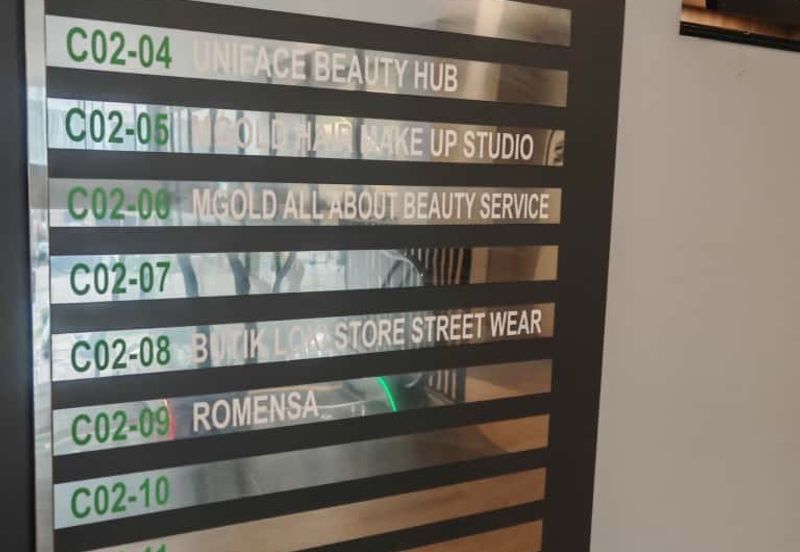 C02-04 UNIFACE BEAUTY HUB
C02-05 MGOLD HAIR MAKE UP STUDIO
C02-06 MGOLD ALL ABOUT BEAUTY SERVICE
C02-07
C02-08 BUTIK LOW STORE STREET WEAR
C02-09 ROMENSA
C02-10